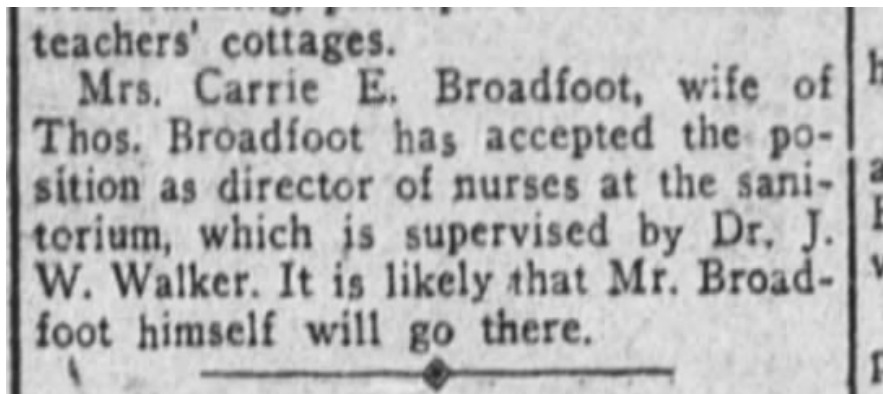 teachers' cottages.
Mrs. Carrie E. Broadfoot, wife of
Thos. Broadfoot has accepted the po-
sition as director of nurses at the sani-
torium, which is supervised by Dr. J.
W. Walker. It is likely that Mr. Broad-
foot himself will go there.